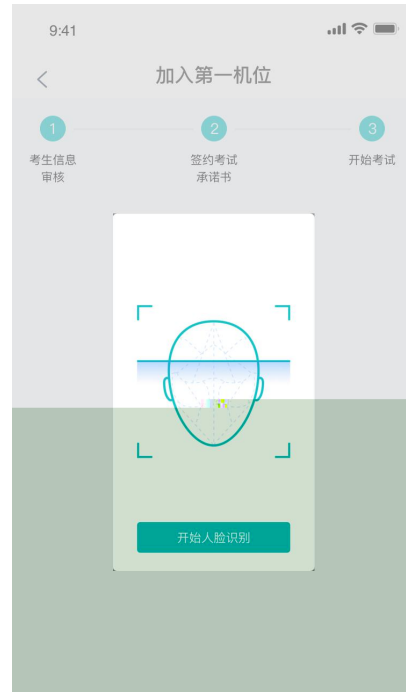 9:41
加入第一机位
1
2
3
考生信息
审核
签约考试
承诺书
开始考试
开始人脸识别